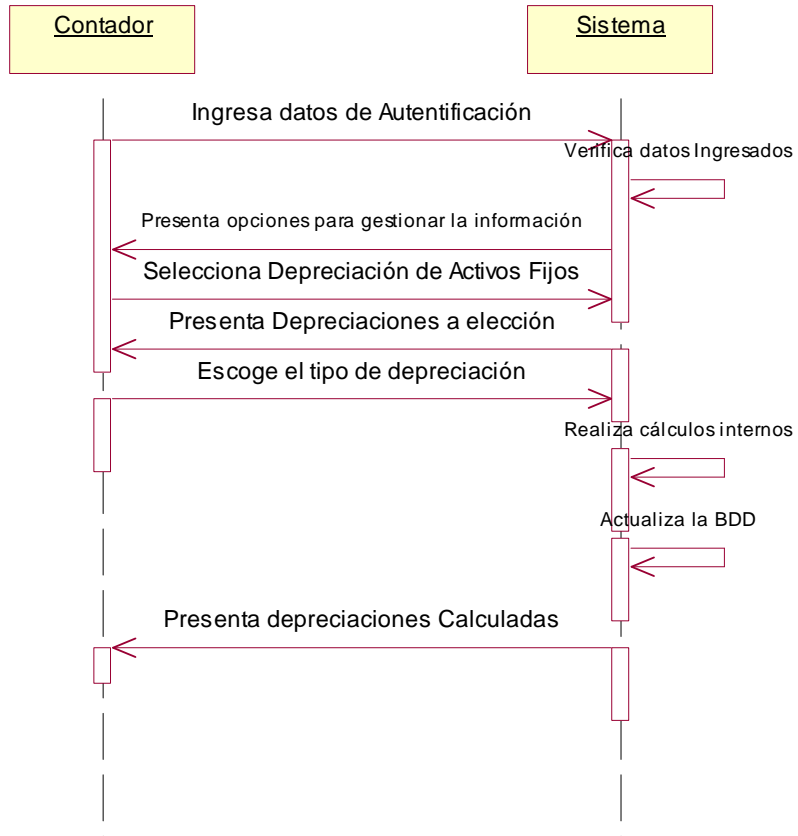 Contador
Sistema
Ingresa datos de Autentificación
Verifica datos Ingresados
Presenta opciones para gestionar la información
Selecciona Depreciación de Activos Fijos
Presenta Depreciaciones a elección
Escoge el tipo de depreciación
Realiza cálculos internos
Actualiza la BDD
Presenta depreciaciones Calculadas